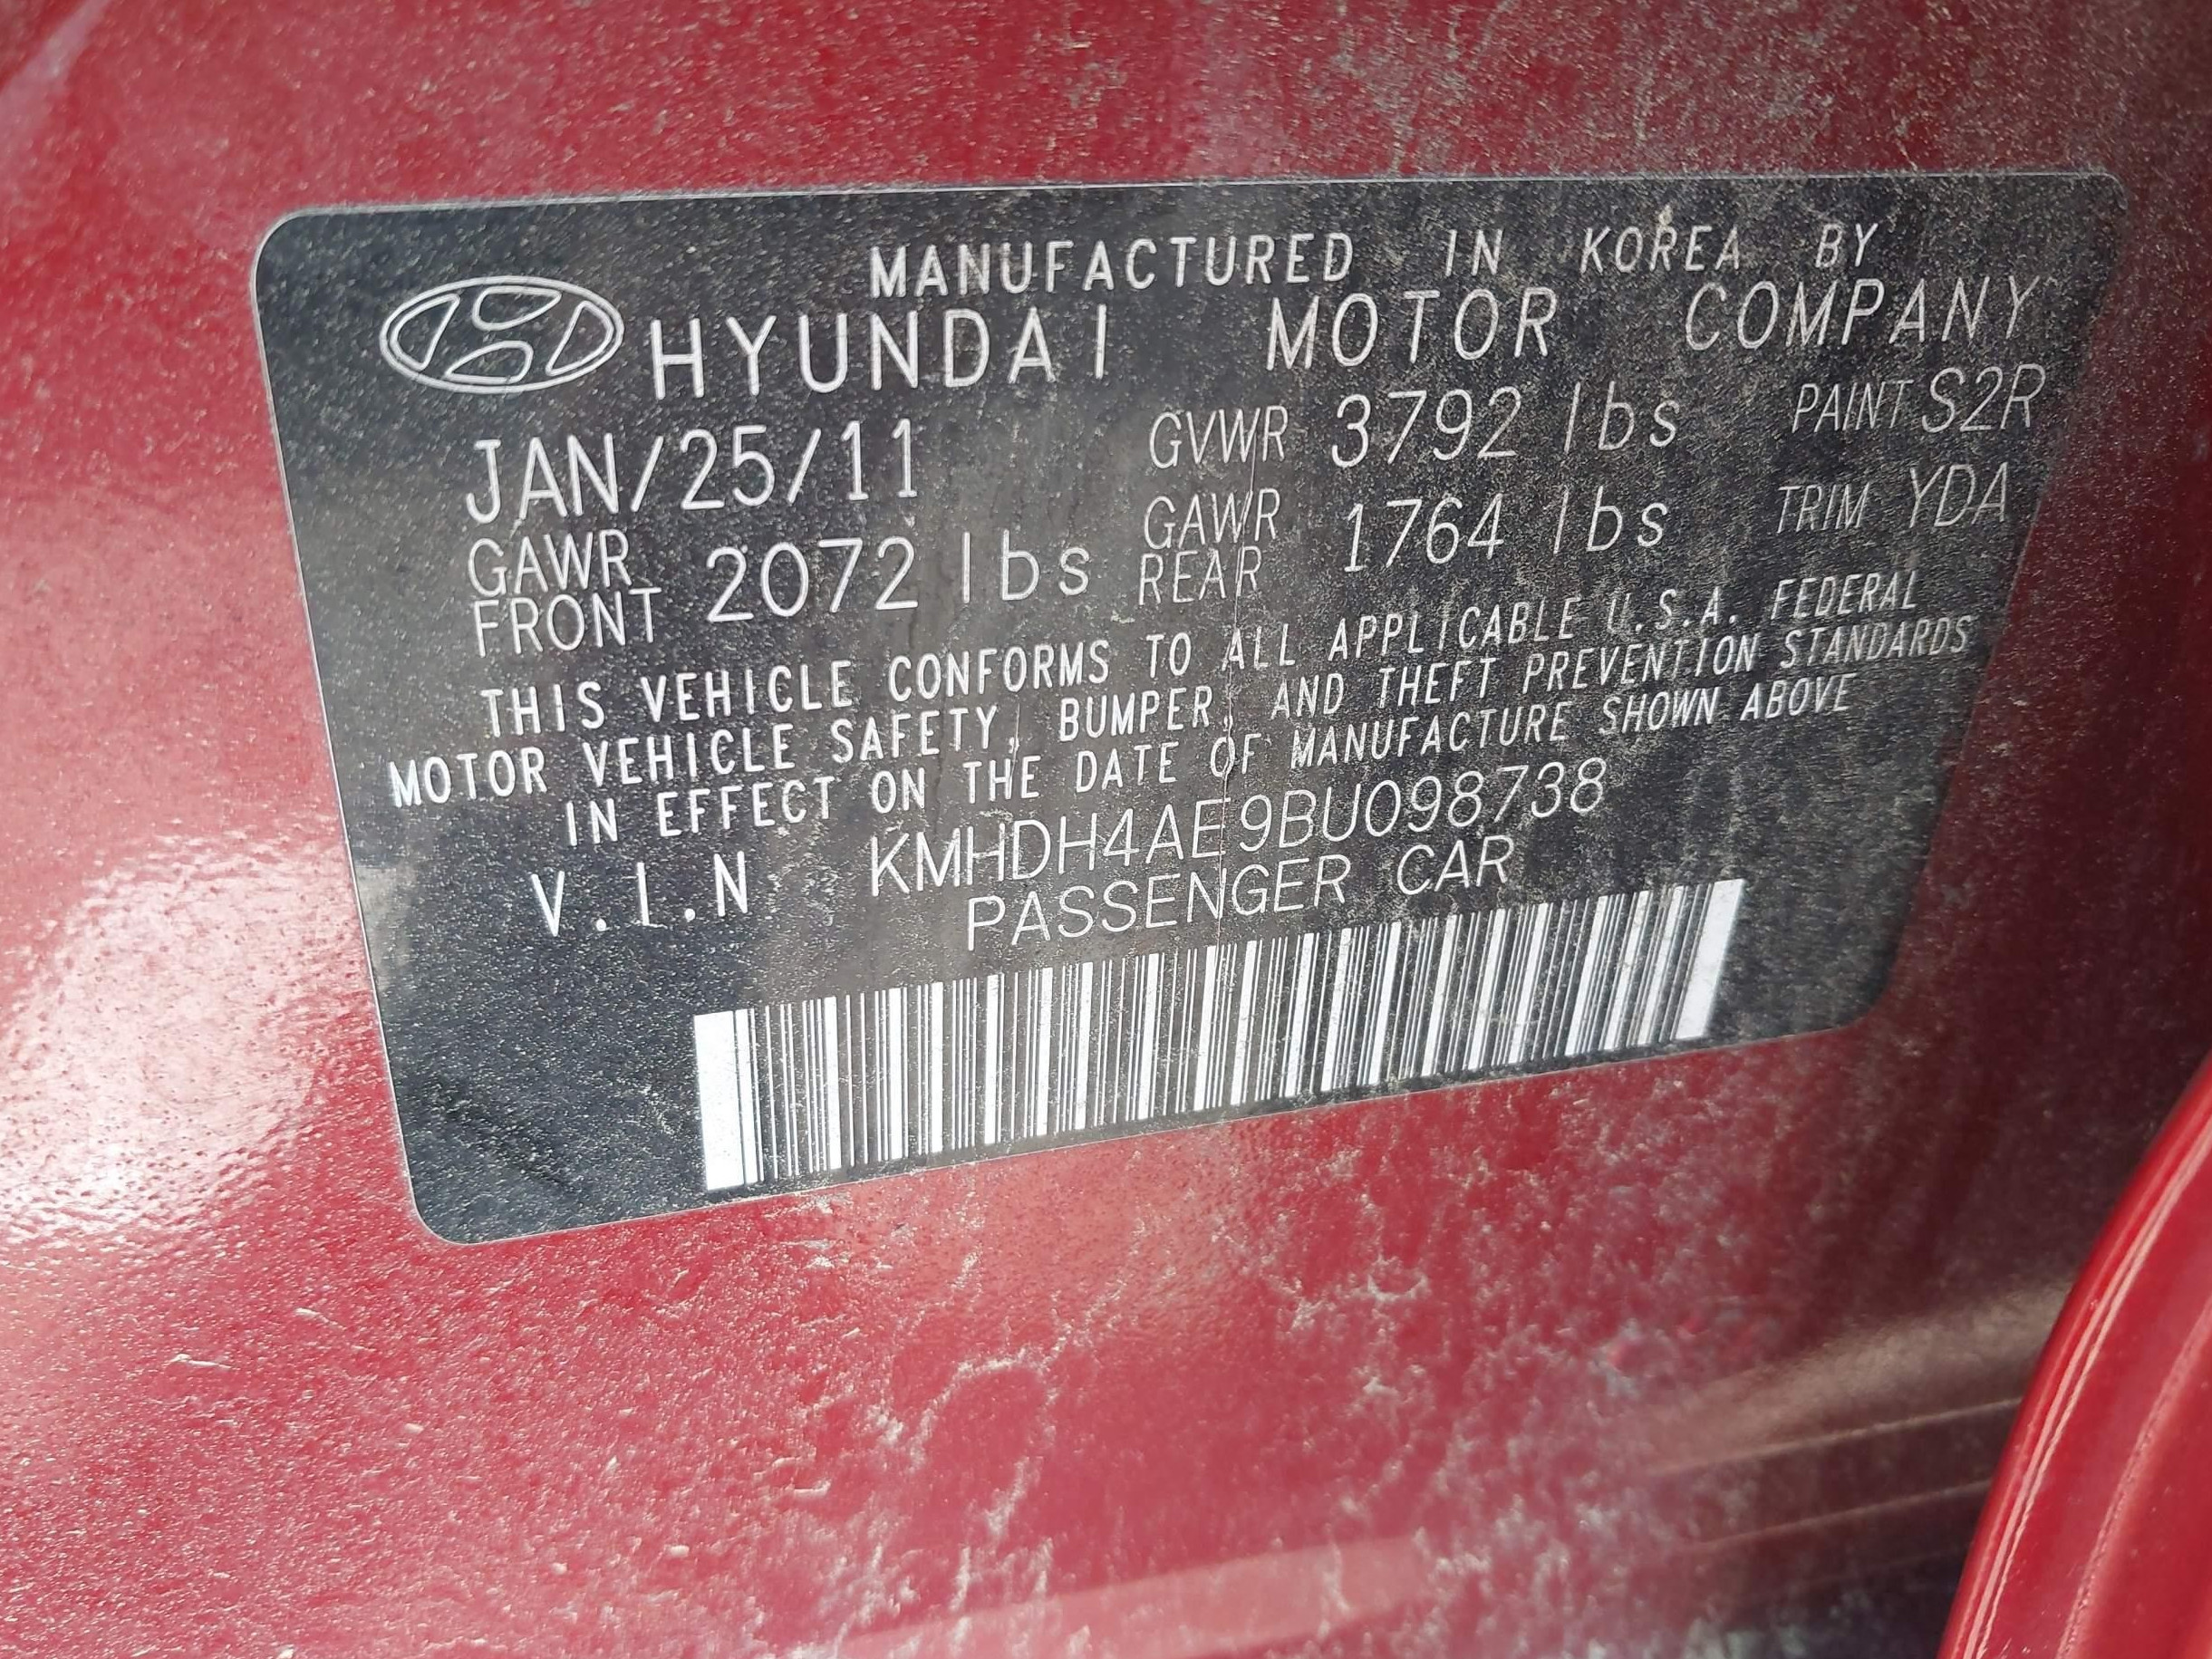 MANUFACTURED IN KOREA BY
HYUNDAI MOTOR COMPANY
JAN/25/11 GVWR 3792 lbs PAINT S2R
GAWR FRONT 2072 lbs GAWR REAR 1764 lbs TRIM YDA
THIS VEHICLE CONFORMS TO ALL APPLICABLE U.S.A. FEDERAL
MOTOR VEHICLE SAFETY, BUMPER, AND THEFT PREVENTION STANDARDS
IN EFFECT ON THE DATE OF MANUFACTURE SHOWN ABOVE
V.I.N KMHDH4AE9BU098738
PASSENGER CAR